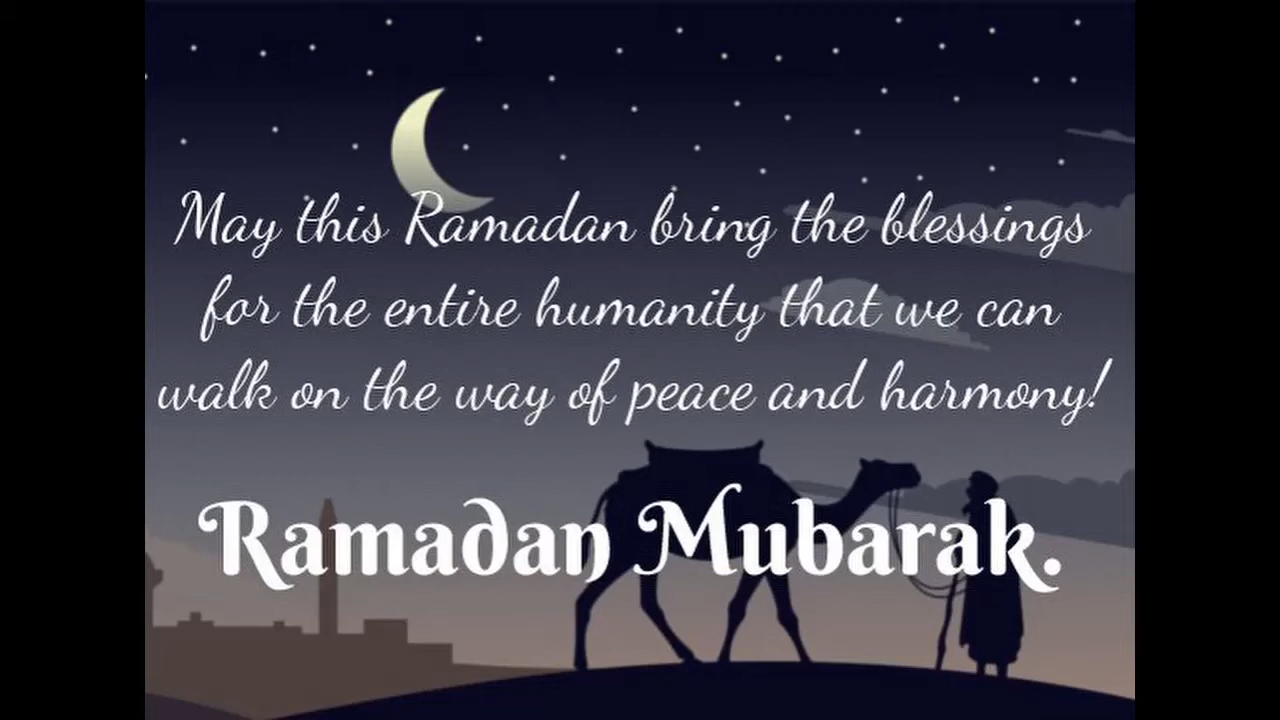 May this Ramadan bring the blessings
for the entire humanity that we can
walk on the way of peace and harmony!
Ramadan Mubarak.